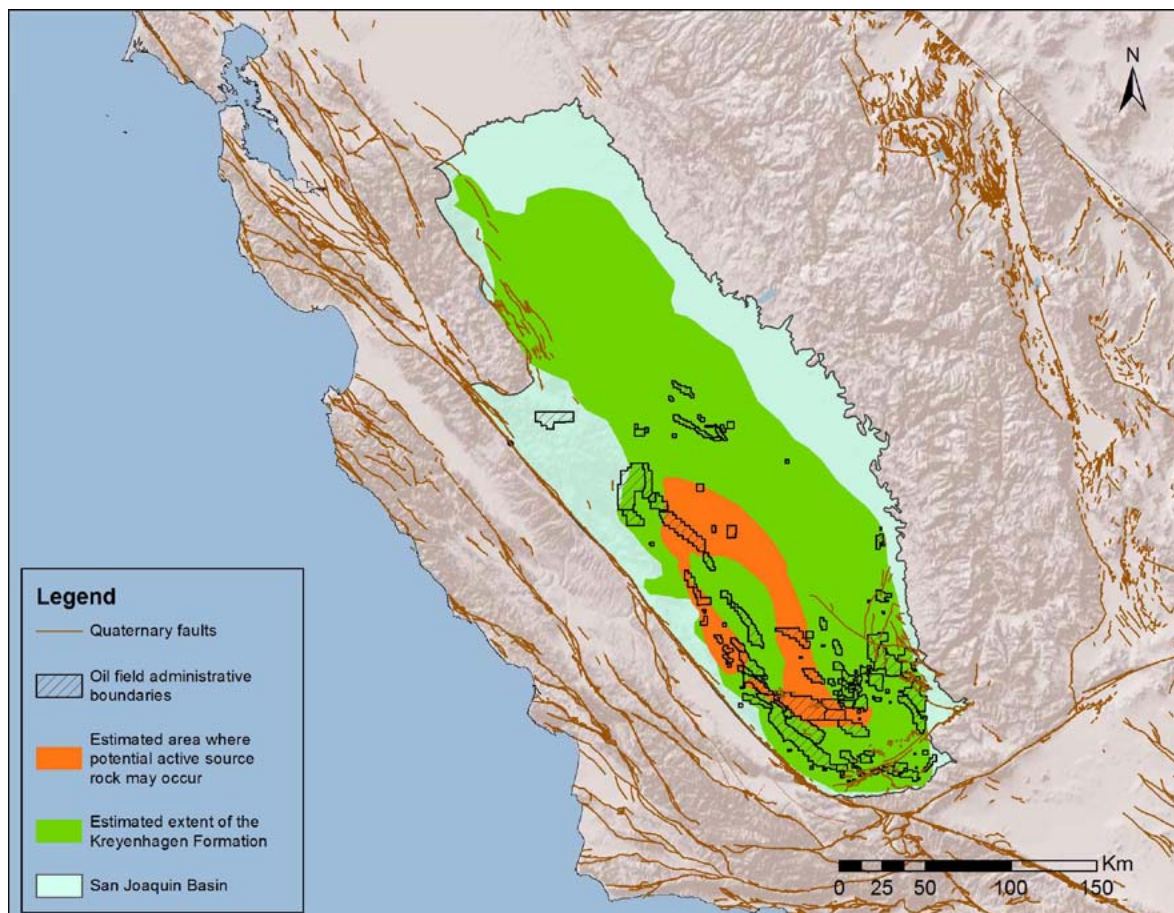 N
Legend
Quaternary faults
Oil field administrative
boundaries
Estimated area where
potential active source
rock may occur
Estimated extent of the
Kreyenhagen Formation
San Joaquin Basin
Km
0 25 50 100 150